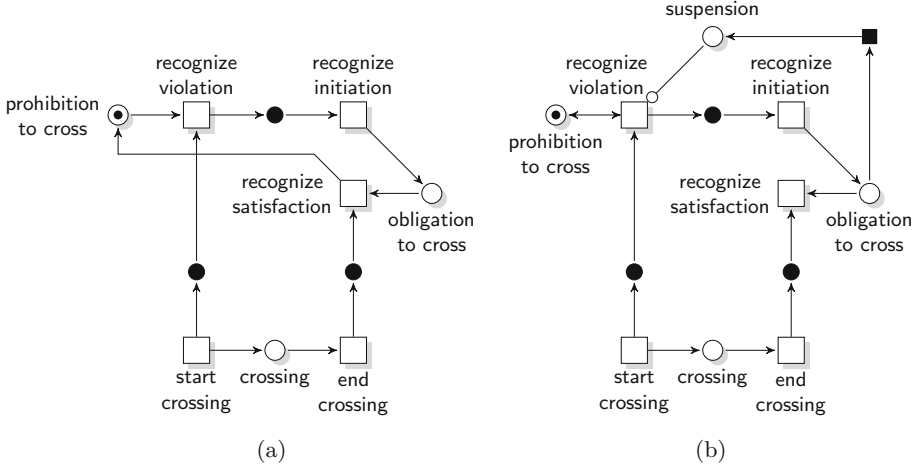 recognize
violation
recognize
initiation
prohibition
to cross
recognize
satisfaction
obligation
to cross
start
crossing
crossing
end
crossing
(a)
suspension
recognize
violation
recognize
initiation
prohibition
to cross
recognize
satisfaction
obligation
to cross
start
crossing
crossing
end
crossing
(b)